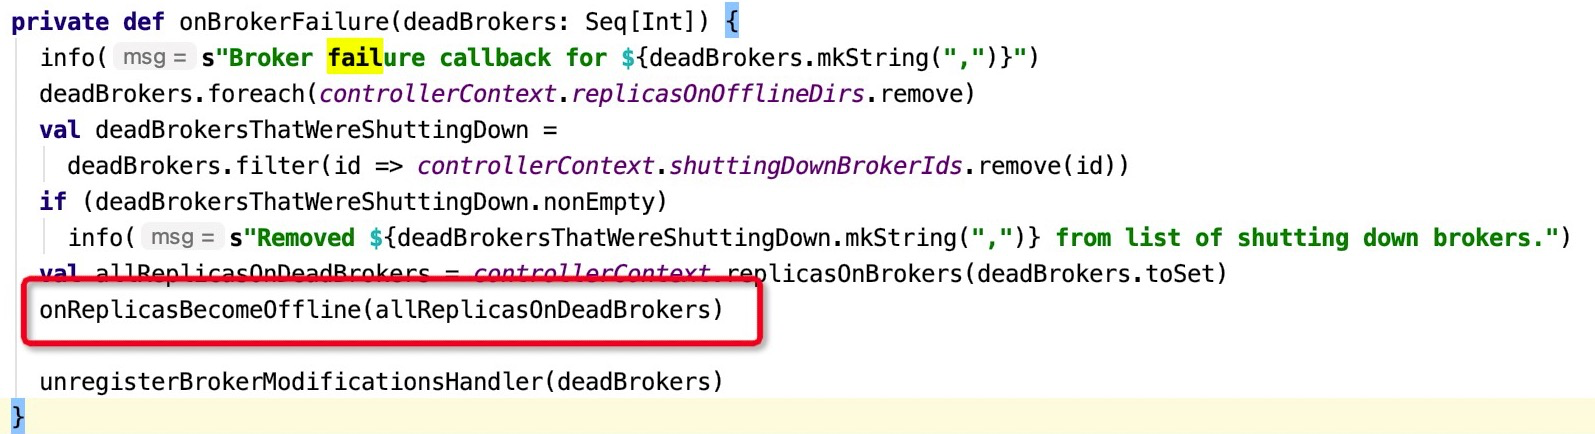 private def onBrokerFailure(deadBrokers: Seq[Int]) {
info( msg = s"Broker failure callback for ${deadBrokers.mkString(",")}")
deadBrokers.foreach(controllerContext.replicasOnOfflineDirs.remove)
val deadBrokersThatWereShuttingDown =
deadBrokers.filter(id => controllerContext.shuttingDownBrokerIds.remove(id))
if (deadBrokersThatWereShuttingDown.nonEmpty)
info( msg = s"Removed ${deadBrokersThatWereShuttingDown.mkString(",")} from list of shutting down brokers.")
val allReplicasOnDeadBrokers = controllerContext.replicasOnBrokers(deadBrokers.toSet)
onReplicasBecomeOffline(allReplicasOnDeadBrokers)
unregisterBrokerModificationsHandler(deadBrokers)
}